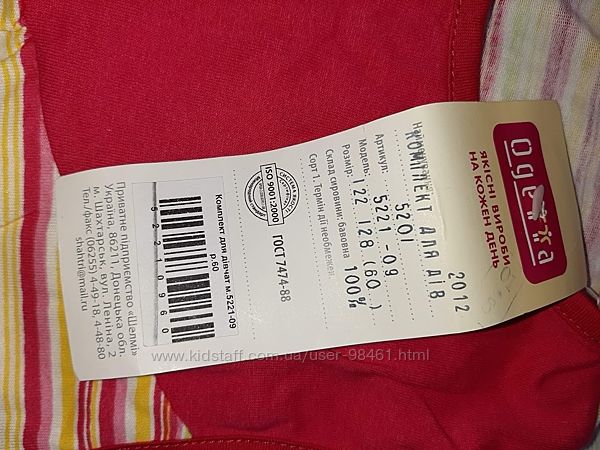 ЯКІСНІ ВИРОБИ
НА КОЖЕН ДЕНЬ
2012
КОМПЛЕКТ ДЛЯ ДІВ.
5201
Артикул: 5221 -09
Модель: 122, 128 (60.)
Розмір: 100%
Склад сировини: бавовна
Сорт 1. Термін дії необмежен.
ISO 9001:2000
ГОСТ 7474-88
Комплект для дівчат м.5221-09
р.60
92210960
Приватне підприємство «Шелмі»
Україна, 86211, Донецька обл.
м. Шахтарськ, вул. Леніна, 2
Тел./факс (06255) 4-49-18, 4-48-80
www.kidstaff.com.ua/user-98461.html